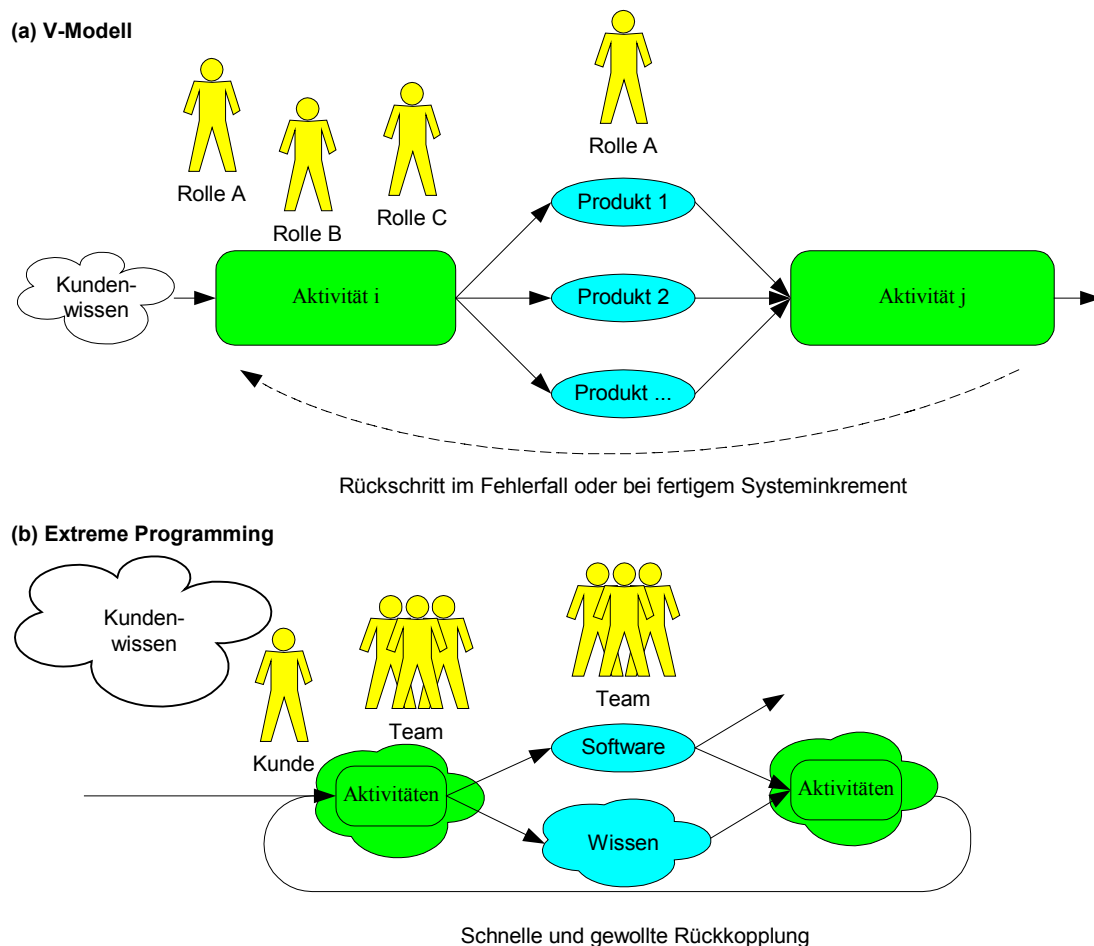 (a) V-Modell
Rolle A
Rolle B
Rolle C
Rolle A
Kunden-
wissen
Aktivität i
Produkt 1
Produkt 2
Produkt ...
Aktivität j
Rückschritt im Fehlerfall oder bei fertigem Systeminkrement
(b) Extreme Programming
Kunden-
wissen
Kunde
Team
Team
Aktivitäten
Software
Wissen
Aktivitäten
Schnelle und gewollte Rückkopplung